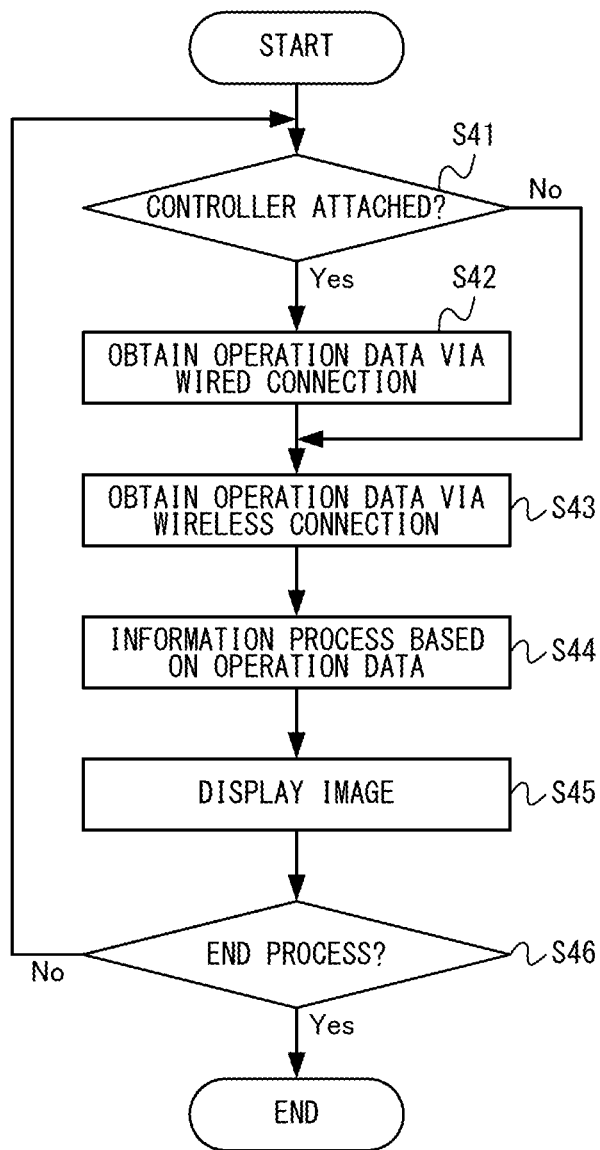 START
S41
CONTROLLER ATTACHED?
No
Yes
S42
OBTAIN OPERATION DATA VIA
WIRED CONNECTION
OBTAIN OPERATION DATA VIA
WIRELESS CONNECTION
S43
INFORMATION PROCESS BASED
ON OPERATION DATA
S44
DISPLAY IMAGE
S45
END PROCESS?
S46
No
Yes
END